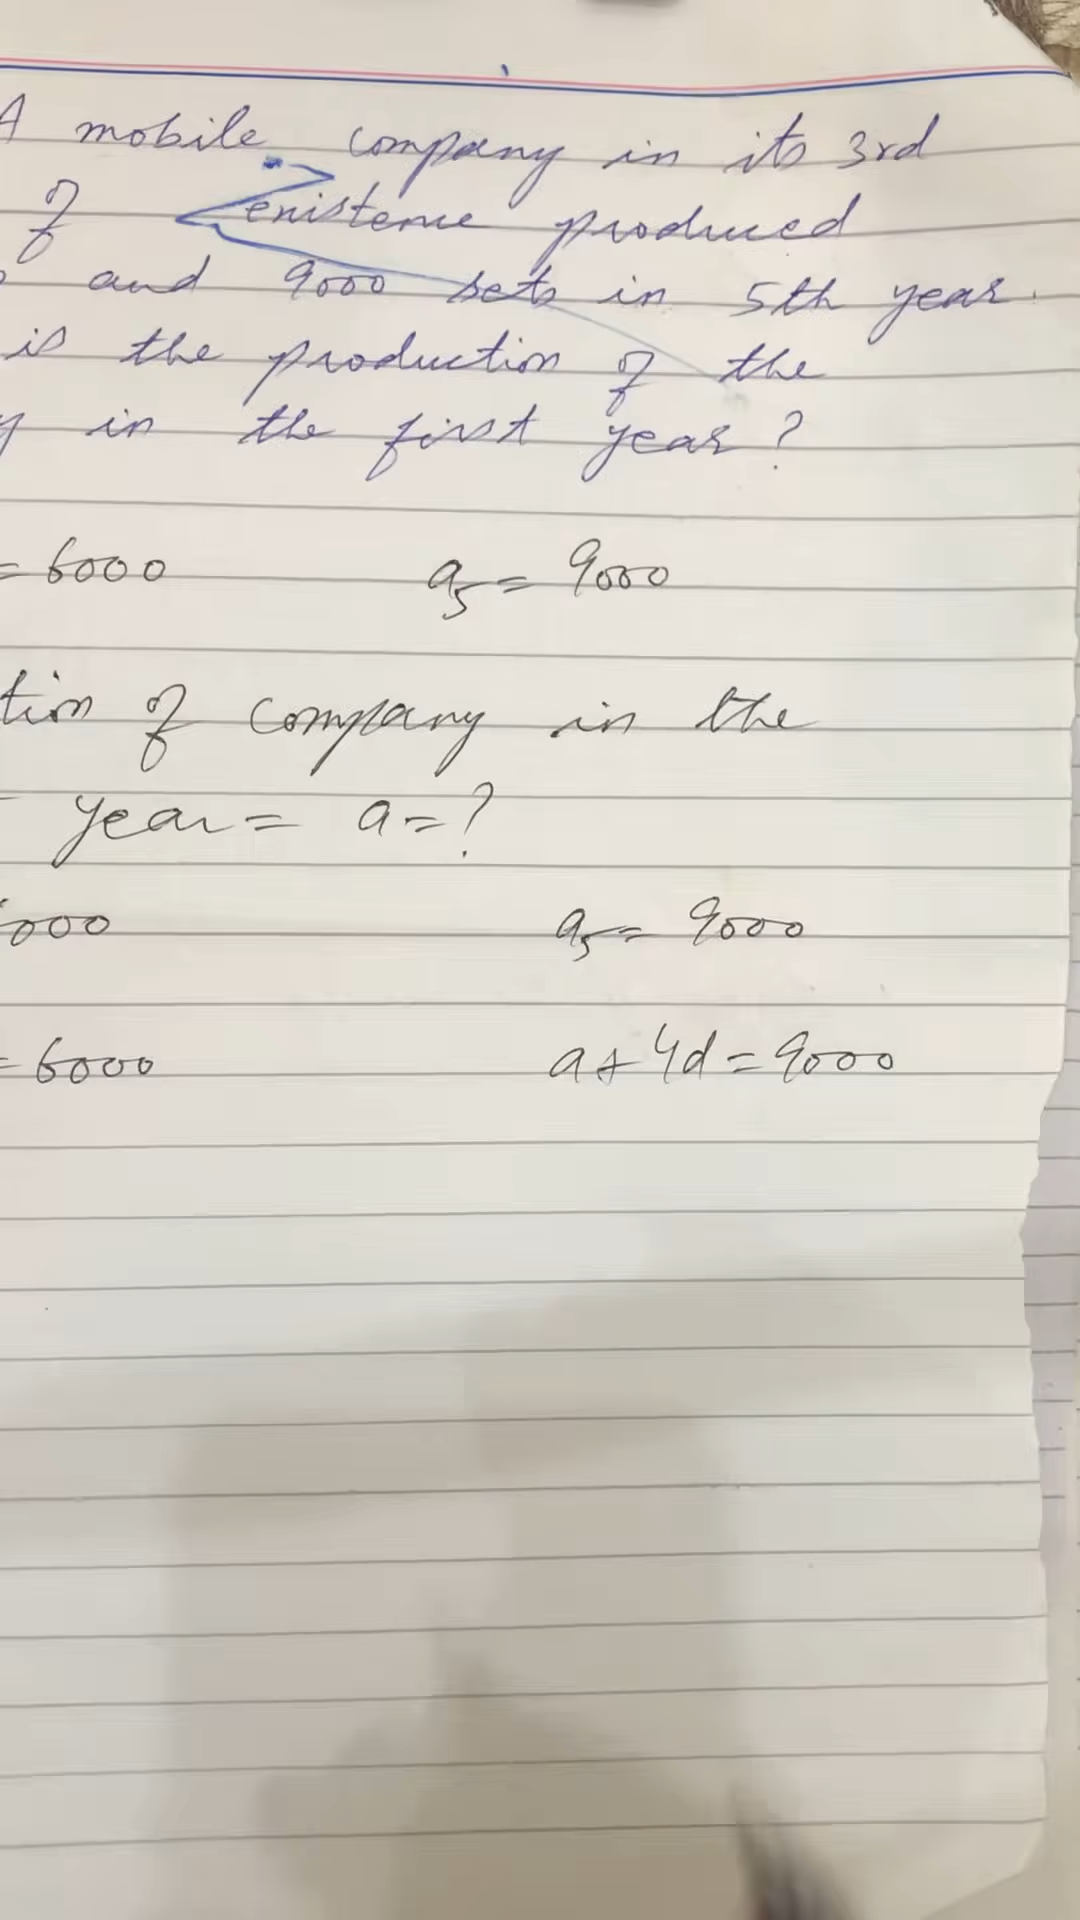 A mobile company in its 3rd
of enistence produced
and 9000 sets in 5th year.
is the production of the
y in the first year?
= 6000 a5 = 9000
tion of company in the
year = a = ?
000 a5 = 9000
= 6000 a + 4d = 9000